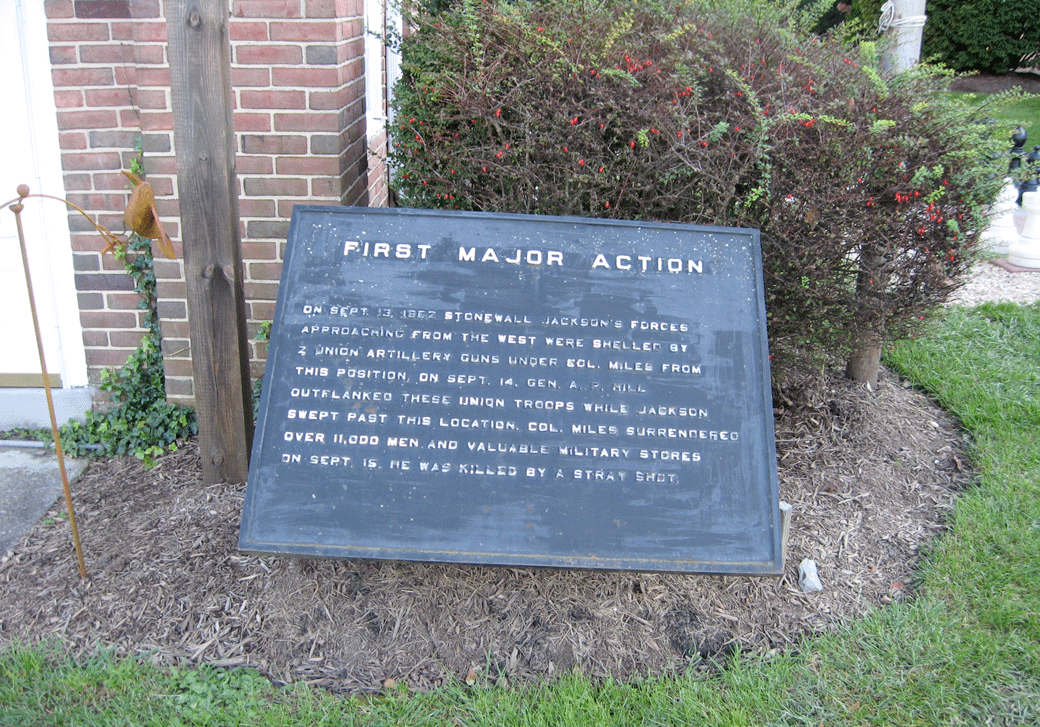 FIRST MAJOR ACTION
ON SEPT. 13, 1862 STONEWALL JACKSON'S FORCES
APPROACHING FROM THE WEST WERE SHELLED BY
2 UNION ARTILLERY GUNS UNDER COL. MILES FROM
THIS POSITION. ON SEPT. 14, GEN. A. P. HILL
OUTFLANKED THESE UNION TROOPS WHILE JACKSON
SWEPT PAST THIS LOCATION. COL. MILES SURRENDERED
OVER 11,000 MEN AND VALUABLE MILITARY STORES
ON SEPT. 15. HE WAS KILLED BY A STRAY SHOT.